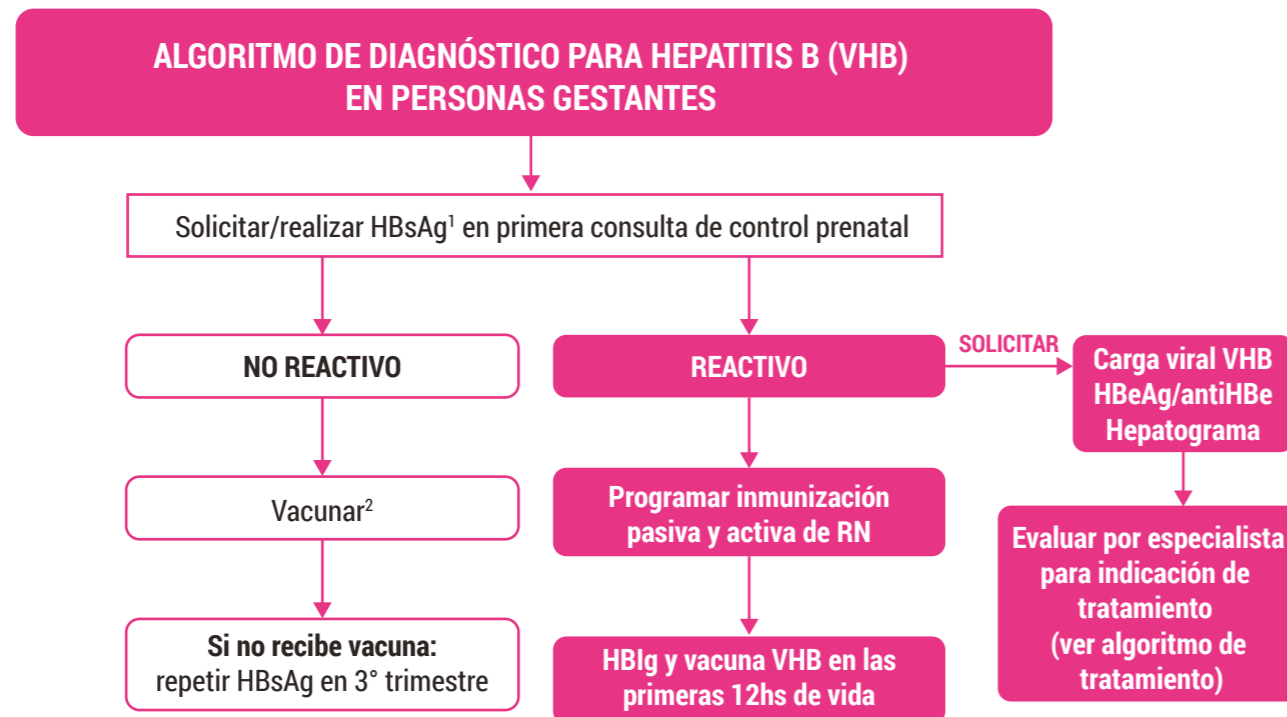 ALGORITMO DE DIAGNÓSTICO PARA HEPATITIS B (VHB)
EN PERSONAS GESTANTES
Solicitar/realizar HBsAg¹ en primera consulta de control prenatal
NO REACTIVO
Vacunar²
Si no recibe vacuna:
repetir HBsAg en 3° trimestre
REACTIVO
Programar inmunización
pasiva y activa de RN
HBIg y vacuna VHB en las
primeras 12hs de vida
SOLICITAR
Carga viral VHB
HBeAg/antiHBe
Hepatograma
Evaluar por especialista
para indicación de
tratamiento
(ver algoritmo de
tratamiento)